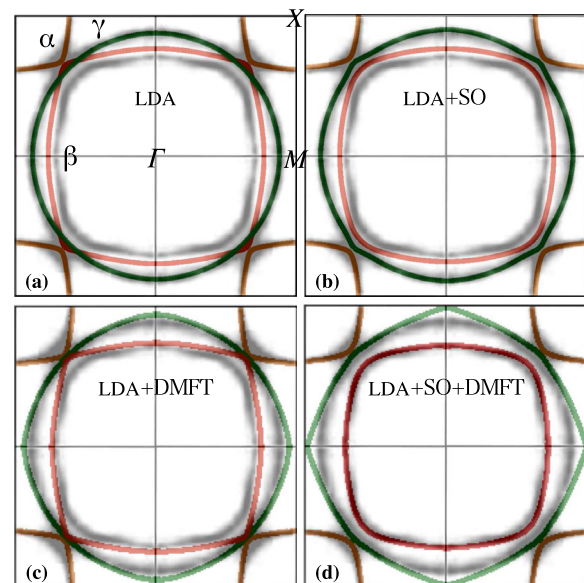 α γ X
LDA
LDA+SO
β Γ M
(a) (b)
LDA+DMFT
LDA+SO+DMFT
(c) (d)